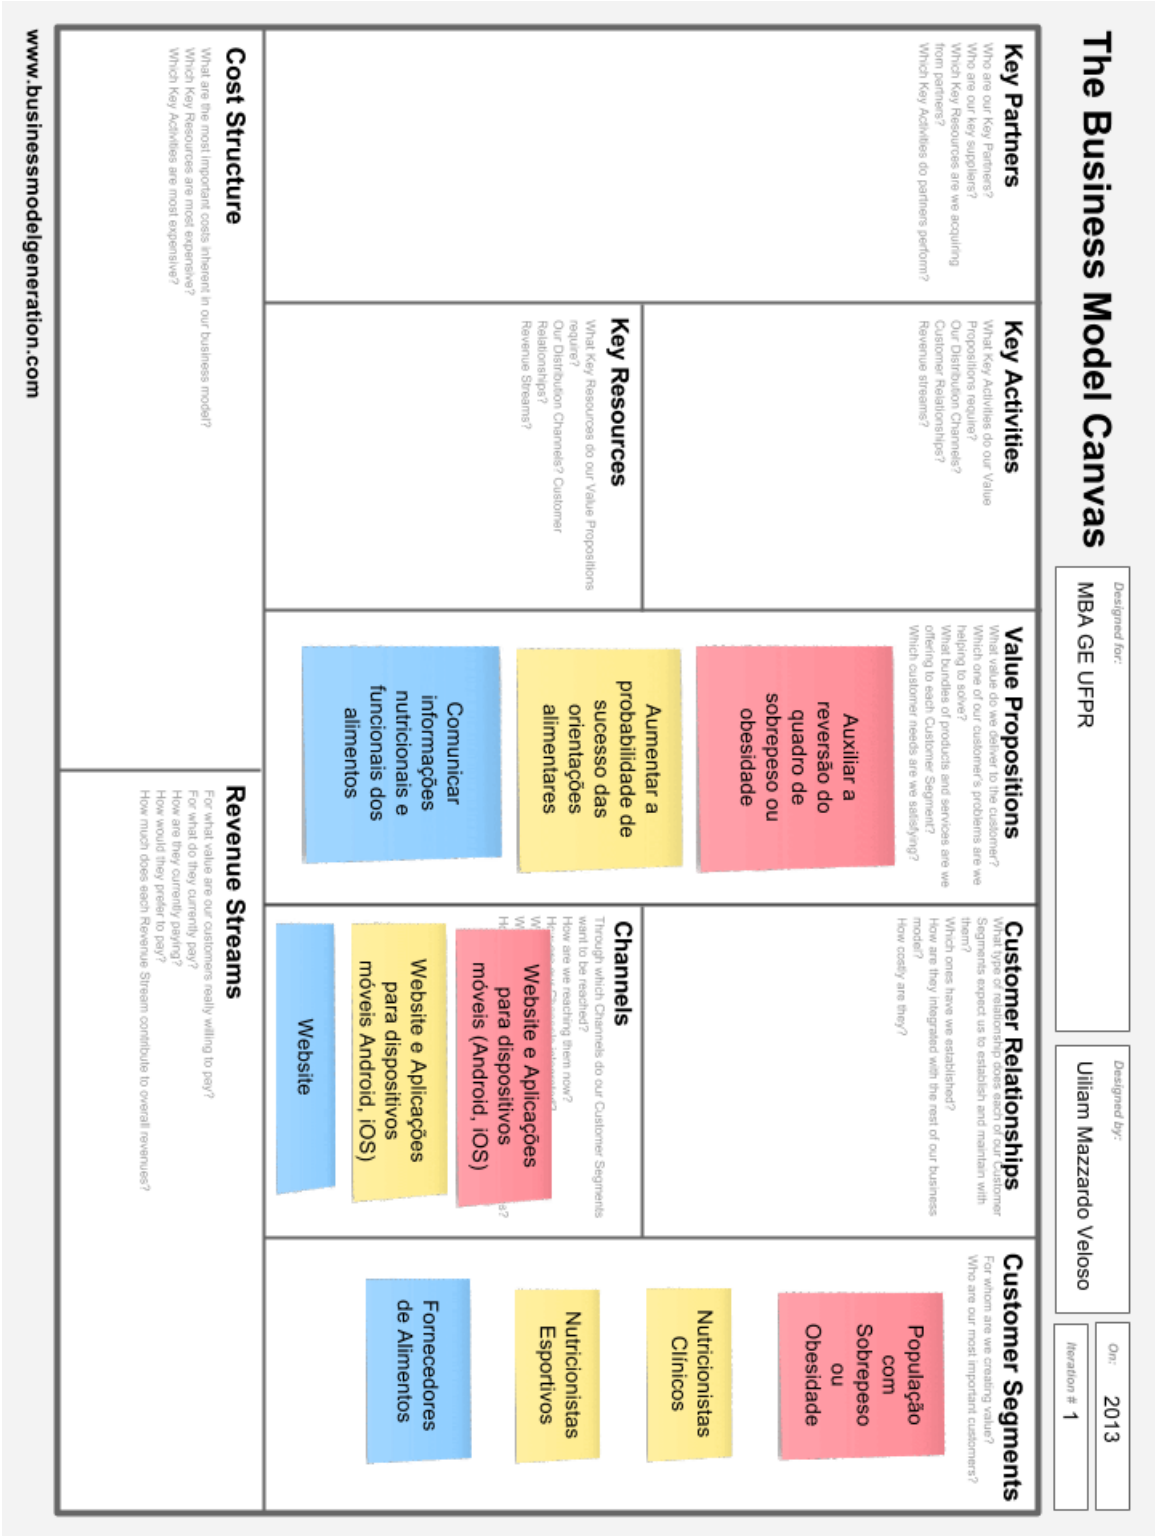 The Business Model Canvas
Designed for:
MBA GE UFPR
Designed by:
Uiliam Mazzardo Veloso
On:
2013
Iteration #
1
Key Partners
Who are our Key Partners?
Who are our key suppliers?
Which Key Resources are we acquiring
from partners?
Which Key Activities do partners perform?
Key Activities
What Key Activities do our Value
Propositions require?
Our Distribution Channels?
Customer Relationships?
Revenue streams?
Key Resources
What Key Resources do our Value Propositions
require?
Our Distribution Channels? Customer
Relationships?
Revenue Streams?
Value Propositions
What value do we deliver to the customer?
Which one of our customer's problems are we
helping to solve?
What bundles of products and services are we
offering to each Customer Segment?
Which customer needs are we satisfying?
Auxiliar a
reversão do
quadro de
sobrepeso ou
obesidade
Aumentar a
probabilidade de
sucesso das
orientações
alimentares
Comunicar
informações
nutricionais e
funcionais dos
alimentos
Customer Relationships
What type of relationship does each of our Customer
Segments expect us to establish and maintain with
them?
Which ones have we established?
How are they integrated with the rest of our business
model?
How costly are they?
Channels
Through which Channels do our Customer Segments
want to be reached?
How are we reaching them now?
Website e Aplicações
para dispositivos
móveis (Android, iOS)
Website e Aplicações
para dispositivos
móveis Android, iOS)
Website
Customer Segments
For whom are we creating value?
Who are our most important customers?
População
com
Sobrepeso
ou
Obesidade
Nutricionistas
Clínicos
Nutricionistas
Esportivos
Fornecedores
de Alimentos
Cost Structure
What are the most important costs inherent in our business model?
Which Key Resources are most expensive?
Which Key Activities are most expensive?
Revenue Streams
For what value are our customers really willing to pay?
For what do they currently pay?
How are they currently paying?
How would they prefer to pay?
How much does each Revenue Stream contribute to overall revenues?
www.businessmodelgeneration.com